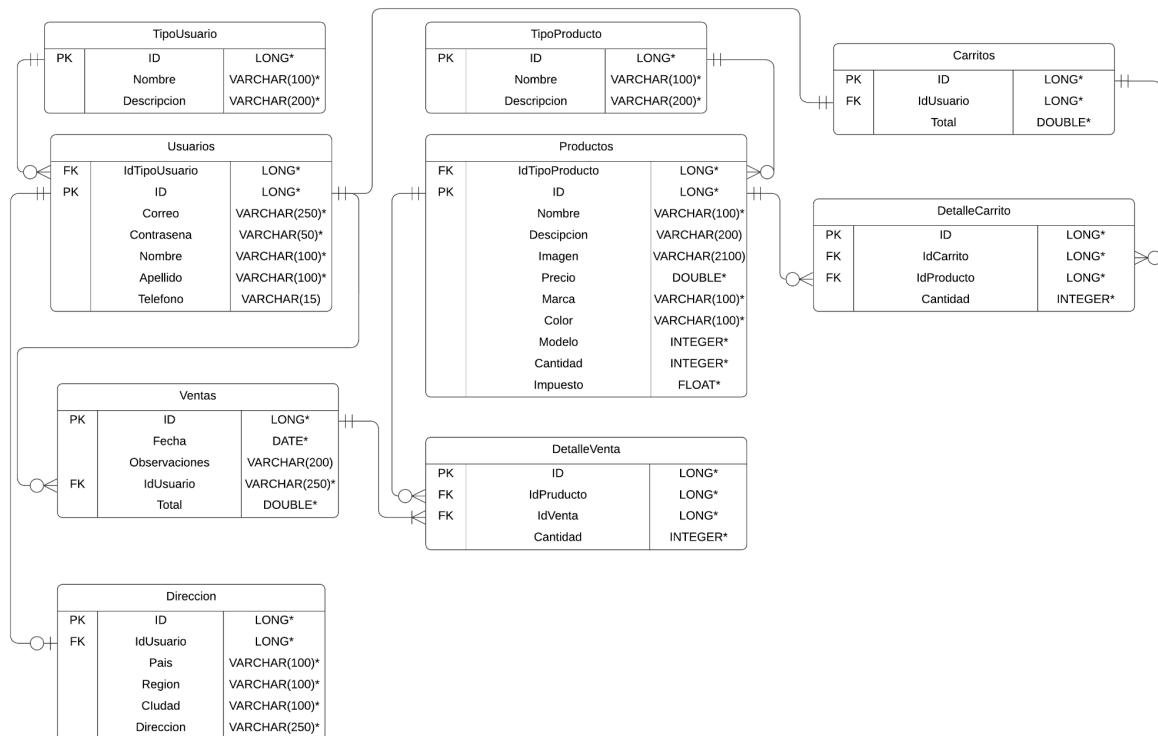 TipoUsuario
PK ID LONG*
Nombre VARCHAR(100)*
Descripcion VARCHAR(200)*
TipoProducto
PK ID LONG*
Nombre VARCHAR(100)*
Descripcion VARCHAR(200)*
Carritos
PK ID LONG*
FK IdUsuario LONG*
Total DOUBLE*
Usuarios
FK IdTipoUsuario LONG*
PK ID LONG*
Correo VARCHAR(250)*
Contrasena VARCHAR(50)*
Nombre VARCHAR(100)*
Apellido VARCHAR(100)*
Telefono VARCHAR(15)
Productos
FK IdTipoProducto LONG*
PK ID LONG*
Nombre VARCHAR(100)*
Descipcion VARCHAR(200)
Imagen VARCHAR(2100)
Precio DOUBLE*
Marca VARCHAR(100)*
Color VARCHAR(100)*
Modelo INTEGER*
Cantidad INTEGER*
Impuesto FLOAT*
DetalleCarrito
PK ID LONG*
FK IdCarrito LONG*
FK IdProducto LONG*
Cantidad INTEGER*
Ventas
PK ID LONG*
Fecha DATE*
Observaciones VARCHAR(200)
FK IdUsuario VARCHAR(250)*
Total DOUBLE*
DetalleVenta
PK ID LONG*
FK IdPruducto LONG*
FK IdVenta LONG*
Cantidad INTEGER*
Direccion
PK ID LONG*
FK IdUsuario LONG*
Pais VARCHAR(100)*
Region VARCHAR(100)*
CIudad VARCHAR(100)*
Direccion VARCHAR(250)*